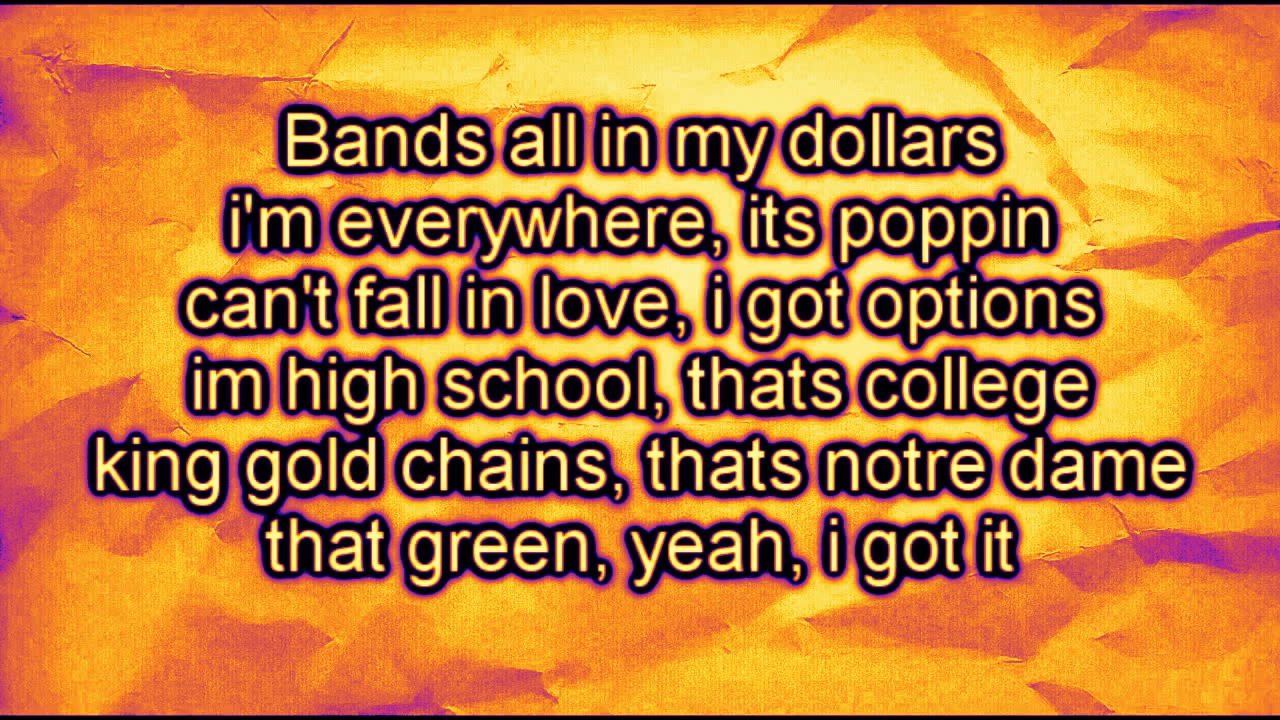 Bands all in my dollars
i'm everywhere, its poppin
can't fall in love, i got options
im high school, thats college
king gold chains, thats notre dame
that green, yeah, i got it